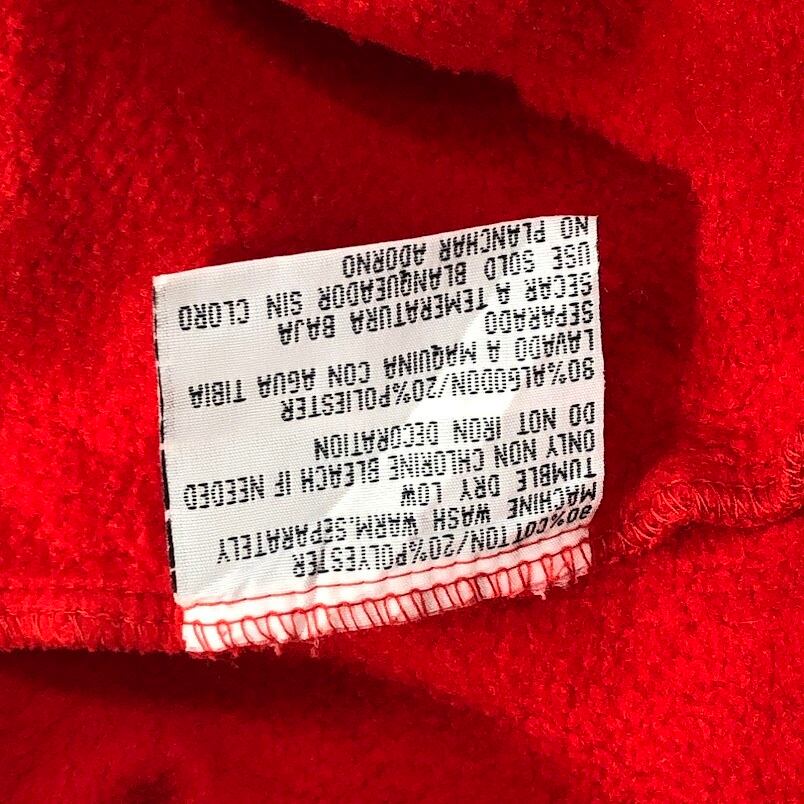 80%COTTON/20%POLYESTER
MACHINE WASH WARM.SEPARATELY
TUMBLE DRY LOW
ONLY NON CHLORINE BLEACH IF NEEDED
DO NOT IRON DECORATION
80%ALGODON/20%POLIESTER
LAVADO A MAQUINA CON AGUA TIBIA
SEPARADO
SECAR A TEMERATURA BAJA
USE SOLO BLANQUEADOR SIN CLORO
NO PLANCHAR ADORNO